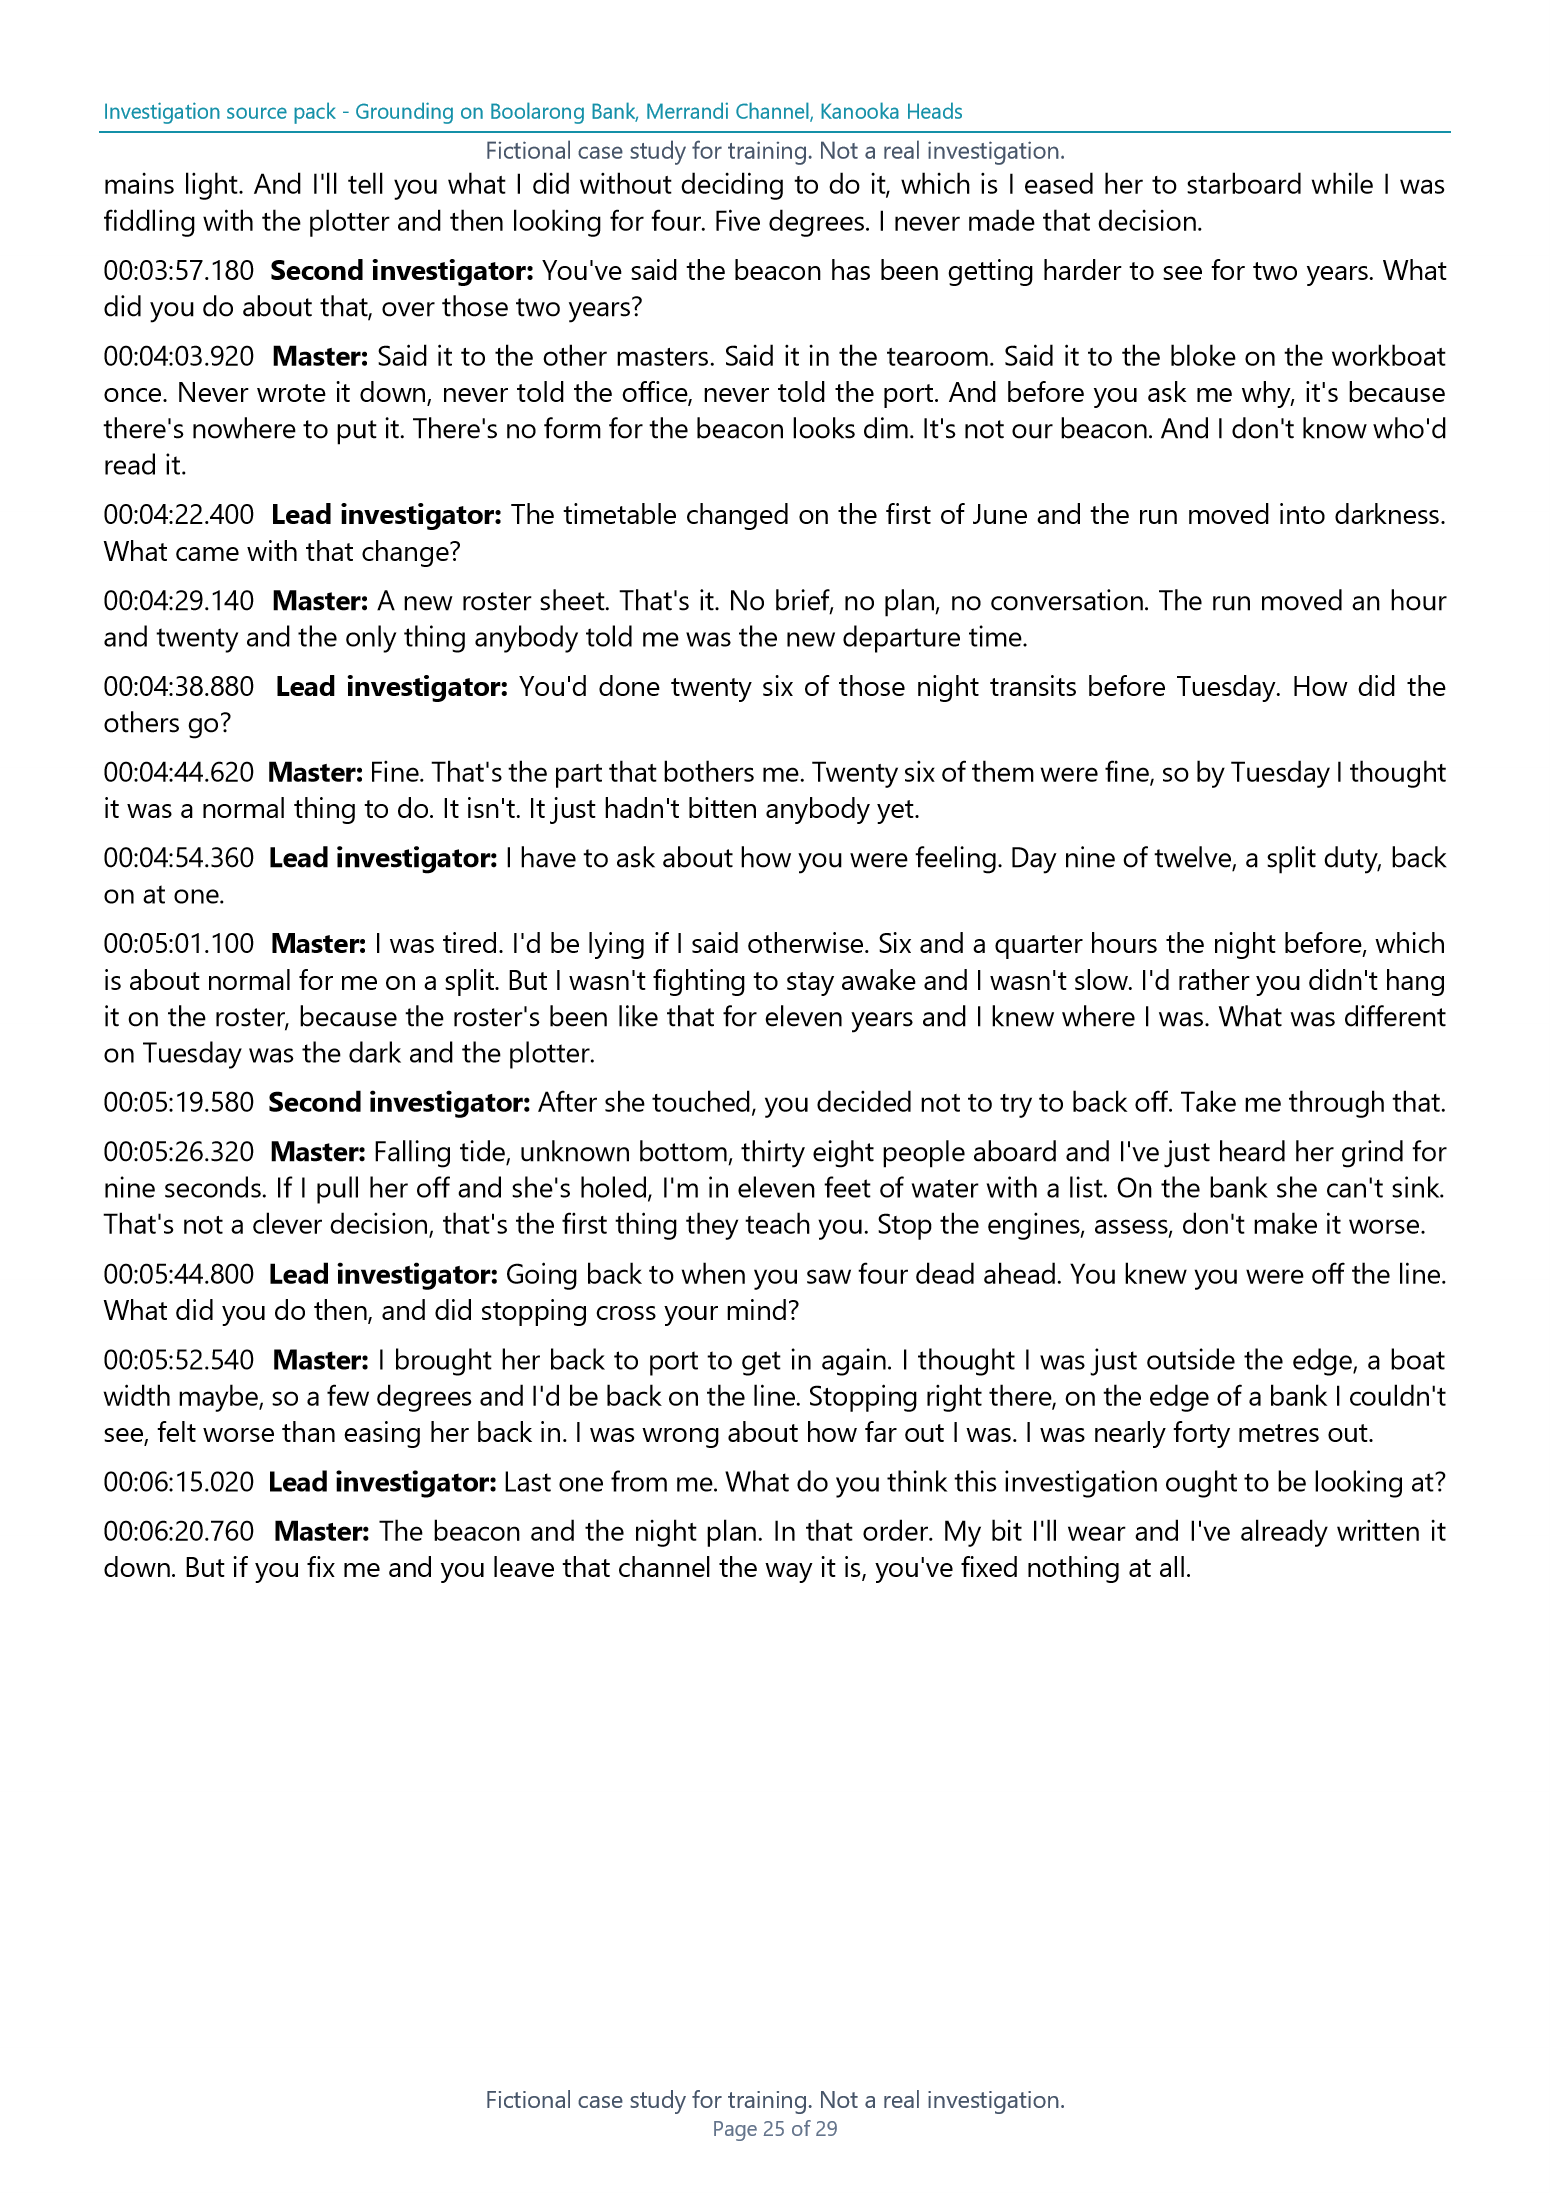 Investigation source pack - Grounding on Boolarong Bank, Merrandi Channel, Kanooka Heads
Fictional case study for training. Not a real investigation.
mains light. And I'll tell you what I did without deciding to do it, which is I eased her to starboard while I was
fiddling with the plotter and then looking for four. Five degrees. I never made that decision.
00:03:57.180 Second investigator: You've said the beacon has been getting harder to see for two years. What
did you do about that, over those two years?
00:04:03.920 Master: Said it to the other masters. Said it in the tearoom. Said it to the bloke on the workboat
once. Never wrote it down, never told the office, never told the port. And before you ask me why, it's because
there's nowhere to put it. There's no form for the beacon looks dim. It's not our beacon. And I don't know who'd
read it.
00:04:22.400 Lead investigator: The timetable changed on the first of June and the run moved into darkness.
What came with that change?
00:04:29.140 Master: A new roster sheet. That's it. No brief, no plan, no conversation. The run moved an hour
and twenty and the only thing anybody told me was the new departure time.
00:04:38.880 Lead investigator: You'd done twenty six of those night transits before Tuesday. How did the
others go?
00:04:44.620 Master: Fine. That's the part that bothers me. Twenty six of them were fine, so by Tuesday I thought
it was a normal thing to do. It isn't. It just hadn't bitten anybody yet.
00:04:54.360 Lead investigator: I have to ask about how you were feeling. Day nine of twelve, a split duty, back
on at one.
00:05:01.100 Master: I was tired. I'd be lying if I said otherwise. Six and a quarter hours the night before, which
is about normal for me on a split. But I wasn't fighting to stay awake and I wasn't slow. I'd rather you didn't hang
it on the roster, because the roster's been like that for eleven years and I knew where I was. What was different
on Tuesday was the dark and the plotter.
00:05:19.580 Second investigator: After she touched, you decided not to try to back off. Take me through that.
00:05:26.320 Master: Falling tide, unknown bottom, thirty eight people aboard and I've just heard her grind for
nine seconds. If I pull her off and she's holed, I'm in eleven feet of water with a list. On the bank she can't sink.
That's not a clever decision, that's the first thing they teach you. Stop the engines, assess, don't make it worse.
00:05:44.800 Lead investigator: Going back to when you saw four dead ahead. You knew you were off the line.
What did you do then, and did stopping cross your mind?
00:05:52.540 Master: I brought her back to port to get in again. I thought I was just outside the edge, a boat
width maybe, so a few degrees and I'd be back on the line. Stopping right there, on the edge of a bank I couldn't
see, felt worse than easing her back in. I was wrong about how far out I was. I was nearly forty metres out.
00:06:15.020 Lead investigator: Last one from me. What do you think this investigation ought to be looking at?
00:06:20.760 Master: The beacon and the night plan. In that order. My bit I'll wear and I've already written it
down. But if you fix me and you leave that channel the way it is, you've fixed nothing at all.
Fictional case study for training. Not a real investigation.
Page 25 of 29